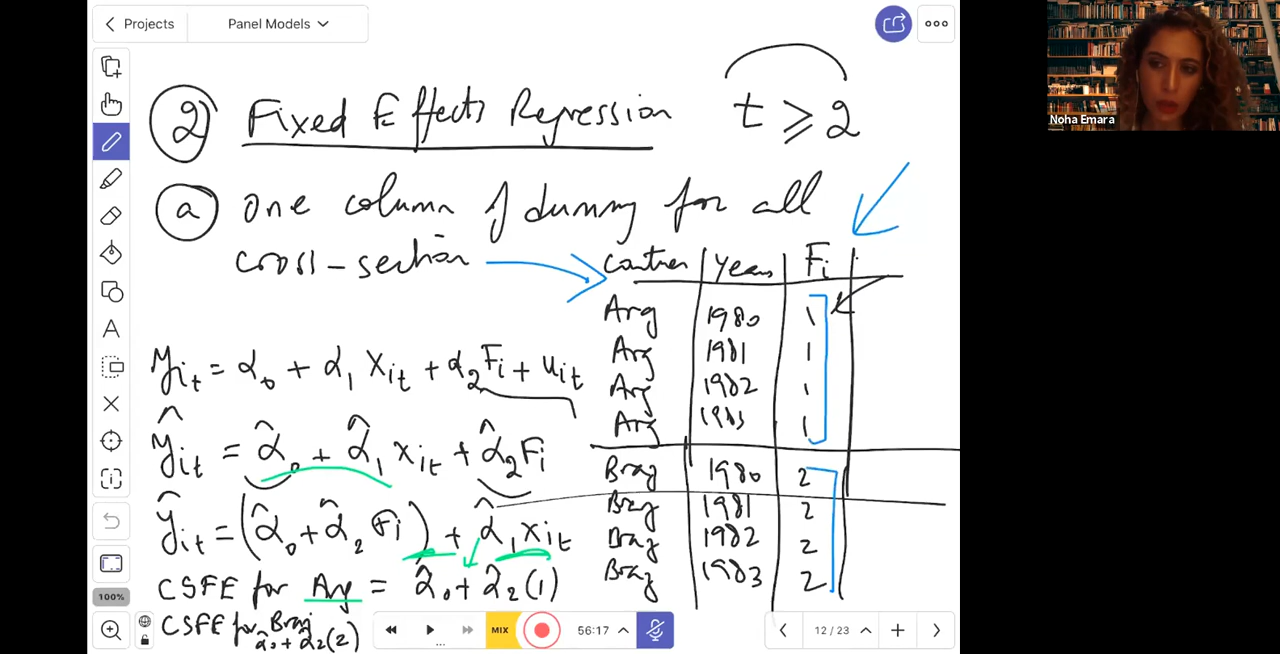 Projects
Panel Models
② Fixed Effects Regression t ⩾ 2
ⓐ one column of dummy for all
cross-section
Years Fi
Arg 1980 1
Arg 1981 1
Arg 1982 1
Arg 1983 1
Braz 1980 2
Braz 1981 2
Braz 1982 2
Braz 1983 2
yit = α0 + α1 Xit + α2 Fi + uit
ŷit = α̂0 + α̂1 xit + α̂2 Fi
ŷit = (α̂0 + α̂2 Fi) + α̂1 xit
CSFE for Arg = α̂0 + α̂2 (1)
CSFE for Braz
α̂0 + α̂2 (2)
100%
MIX
56:17
12 / 23
Noha Emara